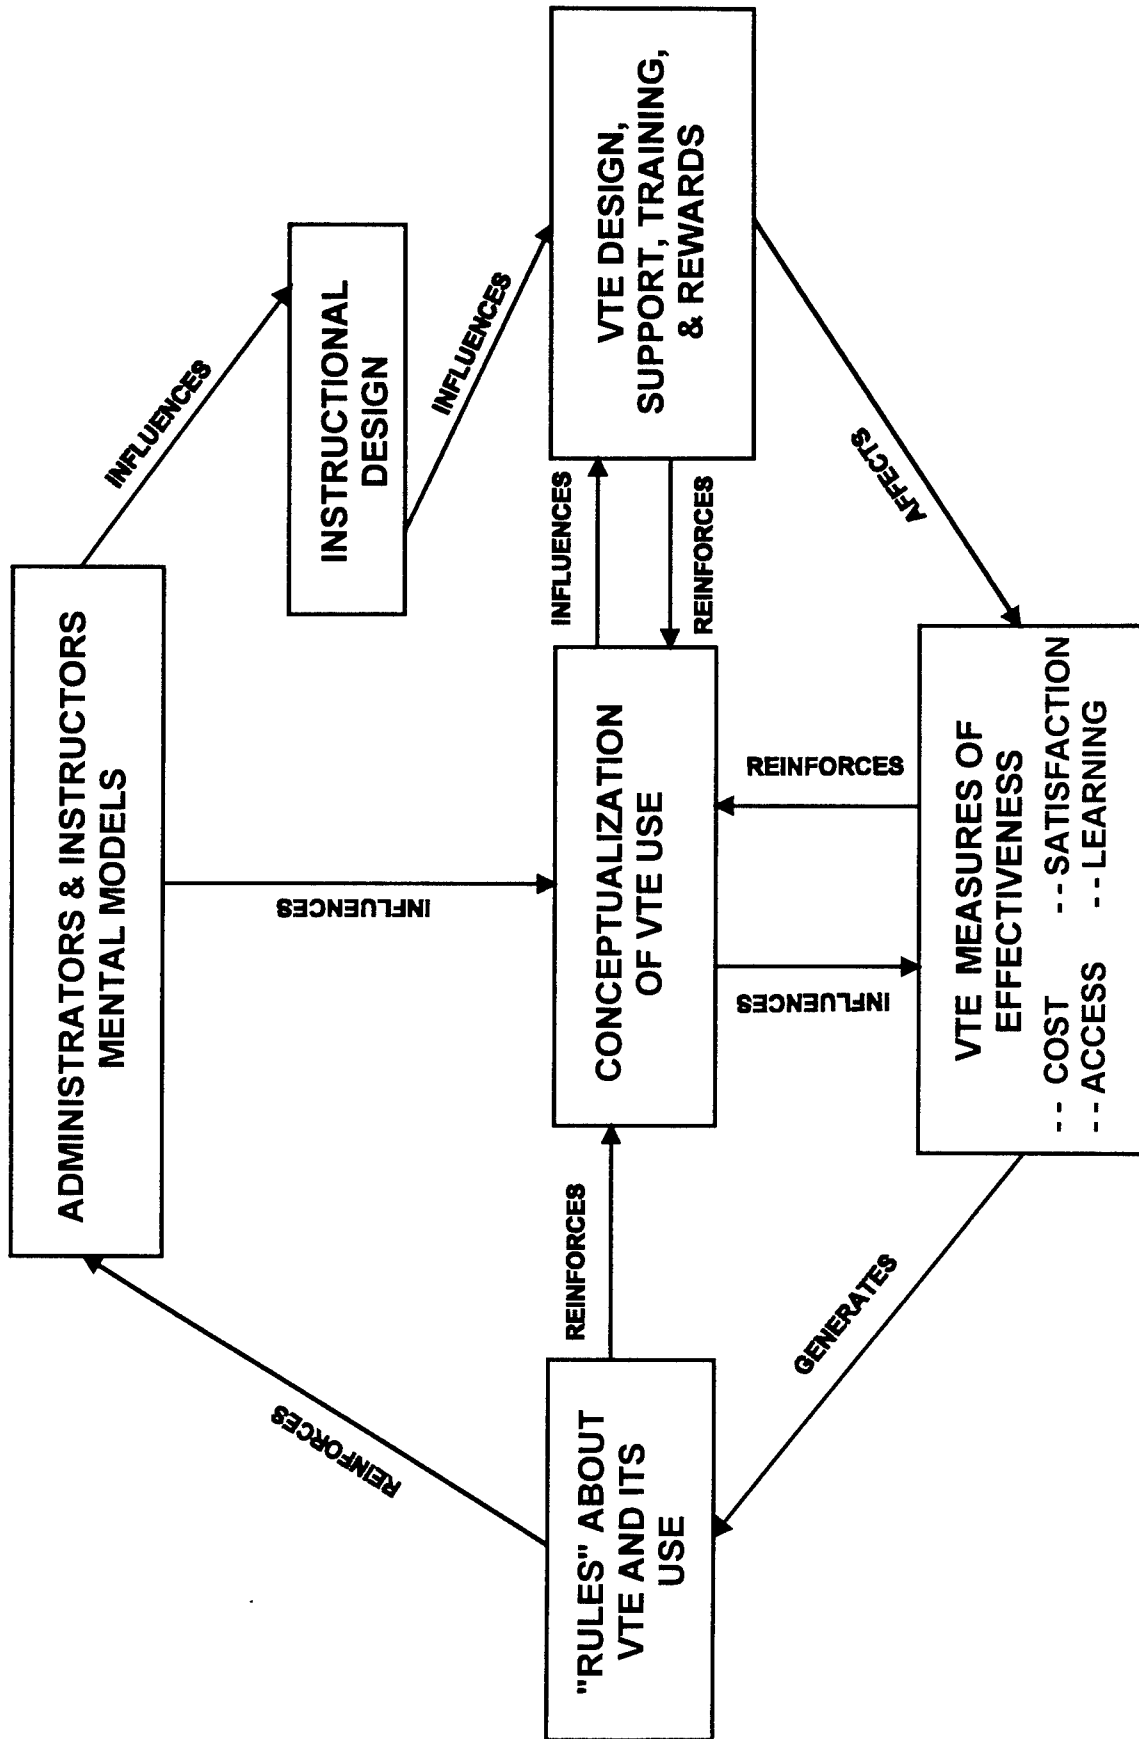 ADMINISTRATORS & INSTRUCTORS
MENTAL MODELS
INFLUENCES
INSTRUCTIONAL
DESIGN
INFLUENCES
REINFORCES
INFLUENCES
"RULES" ABOUT
VTE AND ITS
USE
REINFORCES
CONCEPTUALIZATION
OF VTE USE
INFLUENCES
REINFORCES
VTE DESIGN,
SUPPORT, TRAINING,
& REWARDS
INFLUENCES
REINFORCES
GENERATES
AFFECTS
VTE MEASURES OF
EFFECTIVENESS
-- COST --SATISFACTION
--ACCESS --LEARNING